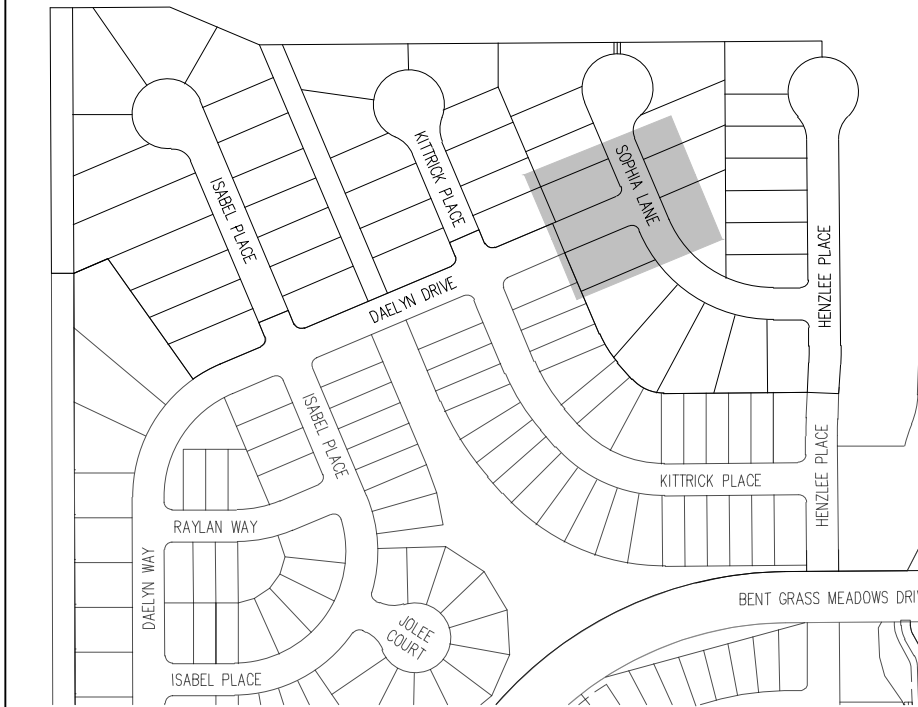 KITTRICK PLACE
SOPHIA LANE
ISABEL PLACE
HENZLEE PLACE
DAELYN DRIVE
ISABEL PLACE
HENZLEE PLACE
KITTRICK PLACE
RAYLAN WAY
DAELYN WAY
BENT GRASS MEADOWS DRI
JOLEE
COURT
ISABEL PLACE